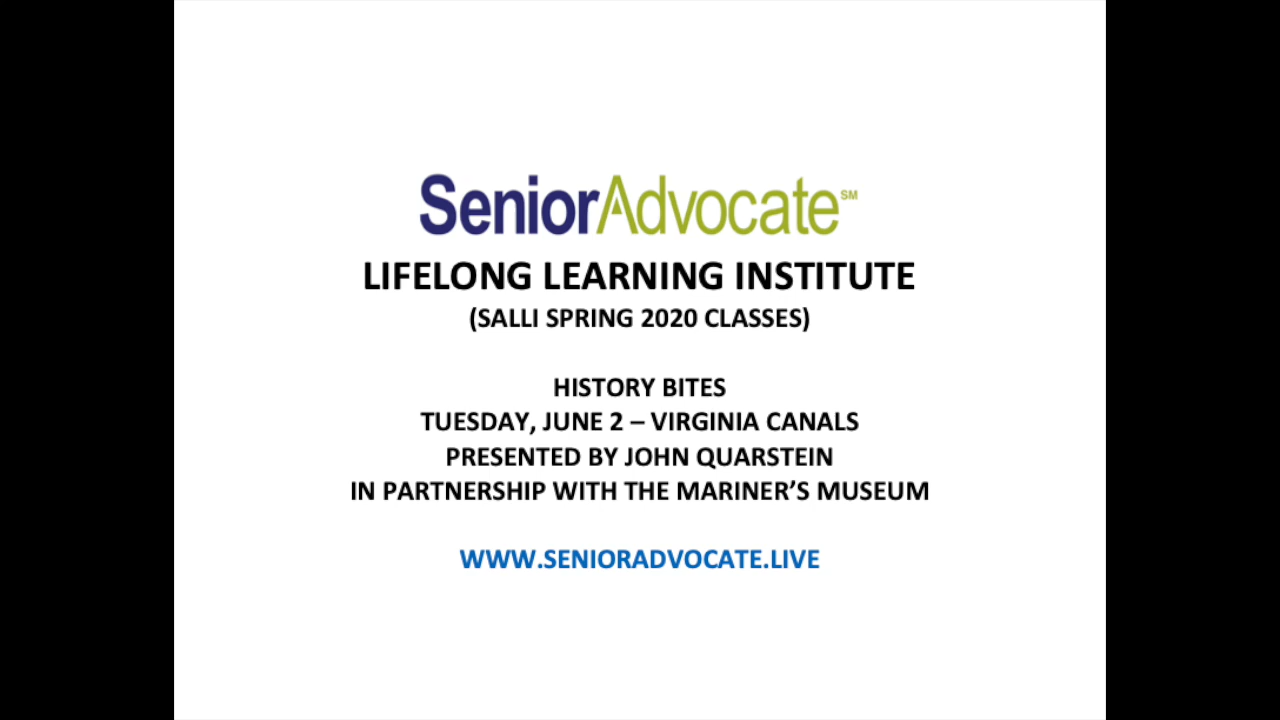 SeniorAdvocate℠
LIFELONG LEARNING INSTITUTE
(SALLI SPRING 2020 CLASSES)
HISTORY BITES
TUESDAY, JUNE 2 – VIRGINIA CANALS
PRESENTED BY JOHN QUARSTEIN
IN PARTNERSHIP WITH THE MARINER’S MUSEUM
WWW.SENIORADVOCATE.LIVE